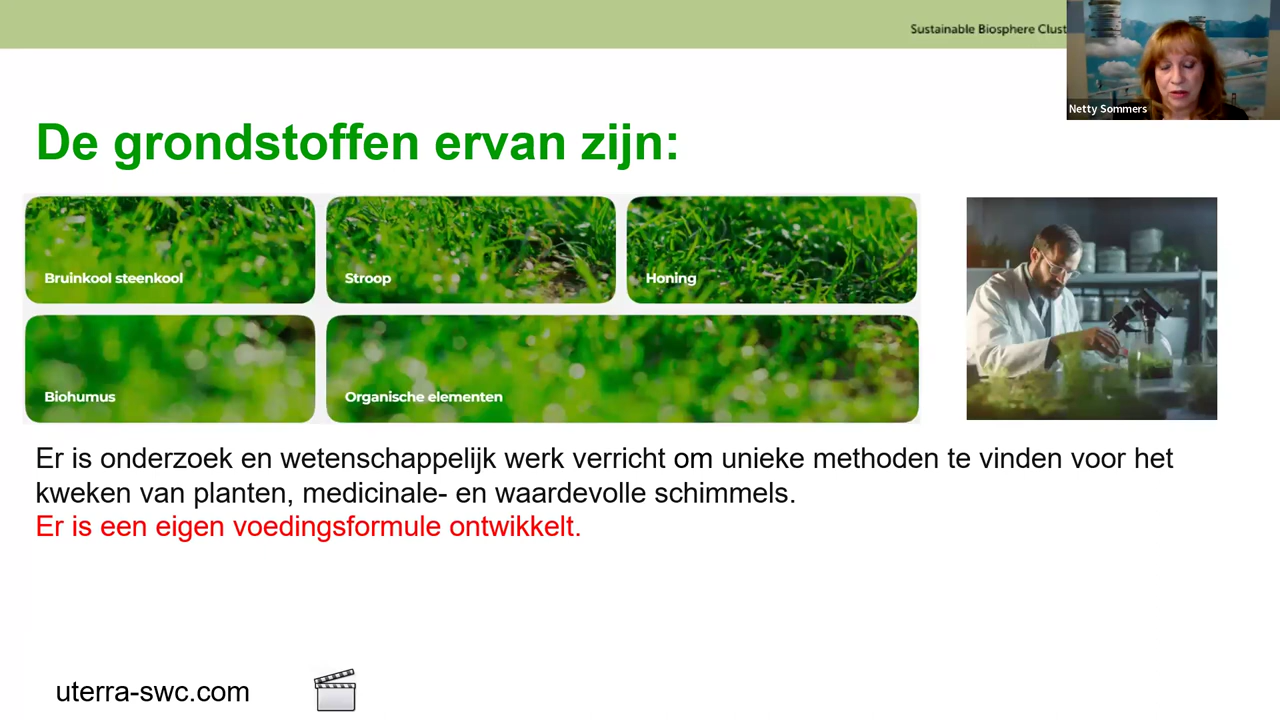 Sustainable Biosphere Clust
Netty Sommers
De grondstoffen ervan zijn:
Bruinkool steenkool
Stroop
Honing
Biohumus
Organische elementen
Er is onderzoek en wetenschappelijk werk verricht om unieke methoden te vinden voor het
kweken van planten, medicinale- en waardevolle schimmels.
Er is een eigen voedingsformule ontwikkelt.
uterra-swc.com